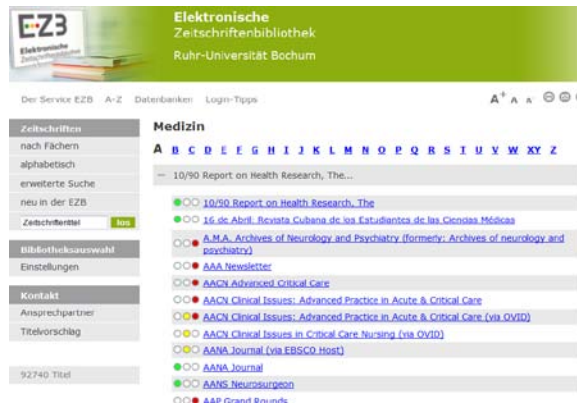 EZB
Elektronische
Zeitschriftenbibliothek
Elektronische
Zeitschriftenbibliothek
Ruhr-Universität Bochum
Der Service EZB A-Z Datenbanken Login-Tipps
A+ A A
Zeitschriften
nach Fächern
alphabetisch
erweiterte Suche
neu in der EZB
Zeitschriftentitel los
Bibliotheksauswahl
Einstellungen
Kontakt
Ansprechpartner
Titelvorschlag
92740 Titel
Medizin
A B C D E F G H I J K L M N O P Q R S T U V W XY Z
− 10/90 Report on Health Research, The...
10/90 Report on Health Research, The
16 de Abril: Revista Cubana de los Estudiantes de las Ciencias Médicas
A.M.A. Archives of Neurology and Psychiatry (formerly: Archives of neurology and
psychiatry)
AAA Newsletter
AACN Advanced Critical Care
AACN Clinical Issues: Advanced Practice in Acute & Critical Care
AACN Clinical Issues: Advanced Practice in Acute & Critical Care (via OVID)
AACN Clinical Issues in Critical Care Nursing (via OVID)
AANA Journal (via EBSCO Host)
AANA Journal
AANS Neurosurgeon
AAP Grand Rounds